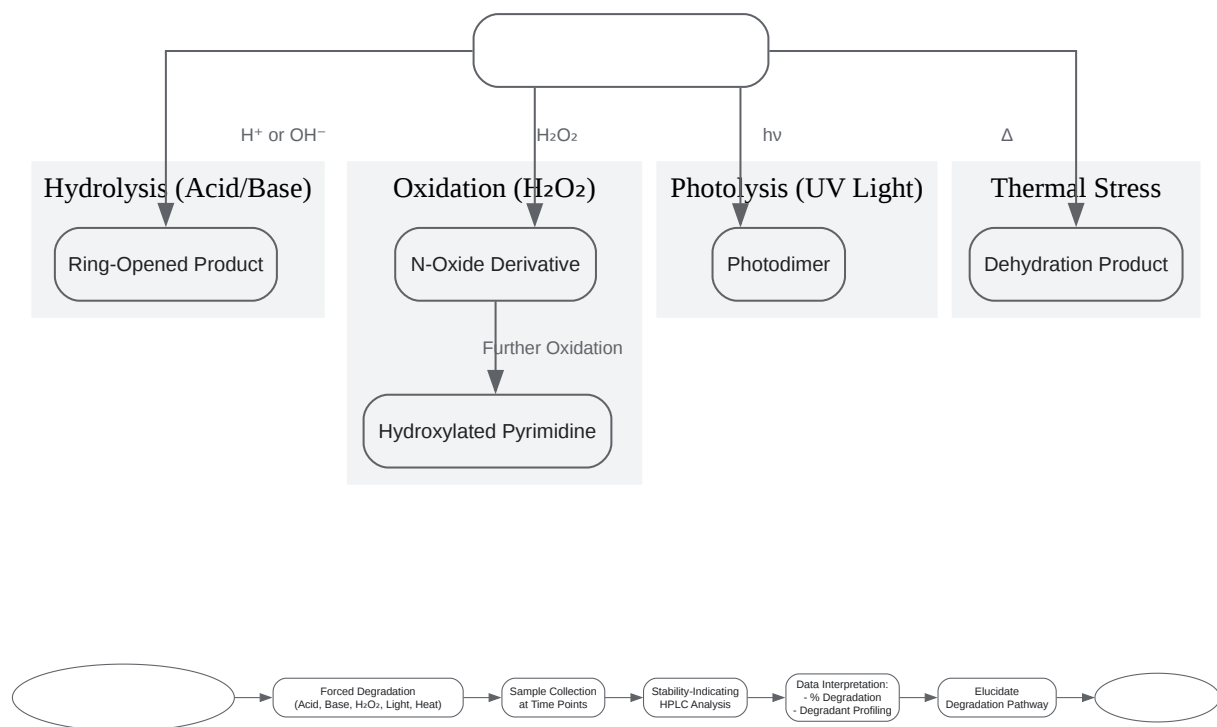 H⁺ or OH⁻
H₂O₂
hν
Δ
Hydrolysis (Acid/Base)
Oxidation (H₂O₂)
Photolysis (UV Light)
Thermal Stress
Ring-Opened Product
N-Oxide Derivative
Photodimer
Dehydration Product
Further Oxidation
Hydroxylated Pyrimidine
Forced Degradation
(Acid, Base, H₂O₂, Light, Heat)
Sample Collection
at Time Points
Stability-Indicating
HPLC Analysis
Data Interpretation:
- % Degradation
- Degradant Profiling
Elucidate
Degradation Pathway